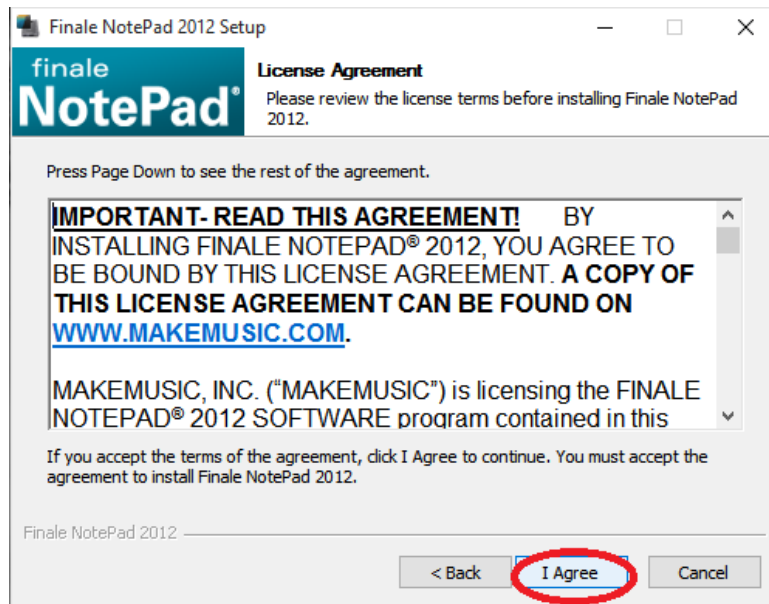 Finale NotePad 2012 Setup
finale
NotePad®
License Agreement
Please review the license terms before installing Finale NotePad
2012.
Press Page Down to see the rest of the agreement.
IMPORTANT- READ THIS AGREEMENT! BY
INSTALLING FINALE NOTEPAD® 2012, YOU AGREE TO
BE BOUND BY THIS LICENSE AGREEMENT. A COPY OF
THIS LICENSE AGREEMENT CAN BE FOUND ON
WWW.MAKEMUSIC.COM.
MAKEMUSIC, INC. (“MAKEMUSIC”) is licensing the FINALE
NOTEPAD® 2012 SOFTWARE program contained in this
If you accept the terms of the agreement, click I Agree to continue. You must accept the
agreement to install Finale NotePad 2012.
Finale NotePad 2012
< Back I Agree Cancel